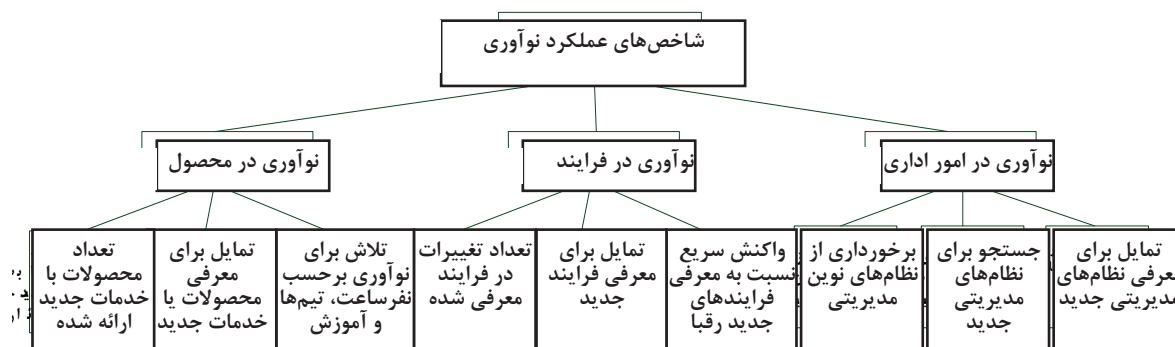 شاخص‌های عملکرد نوآوری
نوآوری در امور اداری
نوآوری در فرایند
نوآوری در محصول
تمایل برای
معرفی نظام‌های
مدیریتی جدید
جستجو برای
نظام‌های
مدیریتی
جدید
برخورداری از
نظام‌های نوین
مدیریتی
واکنش سریع
نسبت به معرفی
فرایندهای
جدید رقبا
تمایل برای
معرفی فرایند
جدید
تعداد تغییرات
در فرایند
معرفی شده
تلاش برای
نوآوری برحسب
نفرساعت، تیم‌ها
و آموزش
تمایل برای
معرفی
محصولات یا
خدمات جدید
تعداد
محصولات با
خدمات جدید
ارائه شده